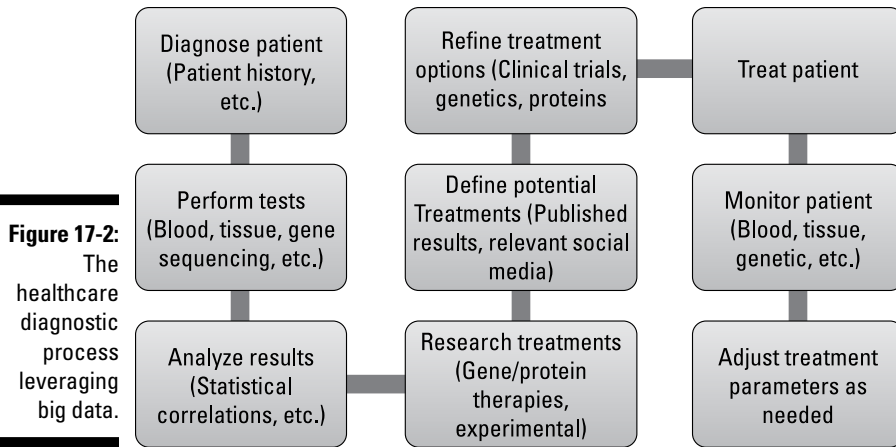 Diagnose patient
(Patient history,
etc.)
Perform tests
(Blood, tissue, gene
sequencing, etc.)
Analyze results
(Statistical
correlations, etc.)
Research treatments
(Gene/protein
therapies,
experimental)
Define potential
Treatments (Published
results, relevant social
media)
Refine treatment
options (Clinical trials,
genetics, proteins
Treat patient
Monitor patient
(Blood, tissue,
genetic, etc.)
Adjust treatment
parameters as
needed
Figure 17-2:
The
healthcare
diagnostic
process
leveraging
big data.